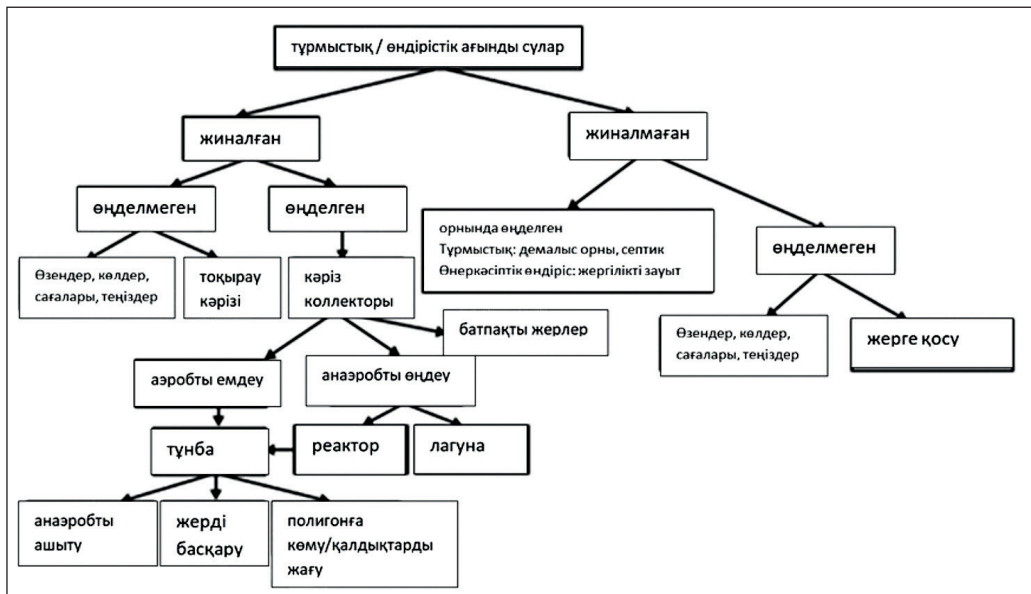 тұрмыстық / өндірістік ағынды сулар
жиналған
жиналмаған
өңделмеген
өңделген
орнында өңделген
Тұрмыстық: демалыс орны, септик
Өнеркәсіптік өндіріс: жергілікті зауыт
өңделмеген
Өзендер, көлдер,
сағалары, теңіздер
тоқырау
кәрізі
кәріз
коллекторы
батпақты жерлер
Өзендер, көлдер,
сағалары, теңіздер
жерге қосу
аэробты емдеу
анаэробты өңдеу
тұнба
реактор
лагуна
анаэробты
ашыту
жерді
басқару
полигонға
көму/қалдықтарды
жағу